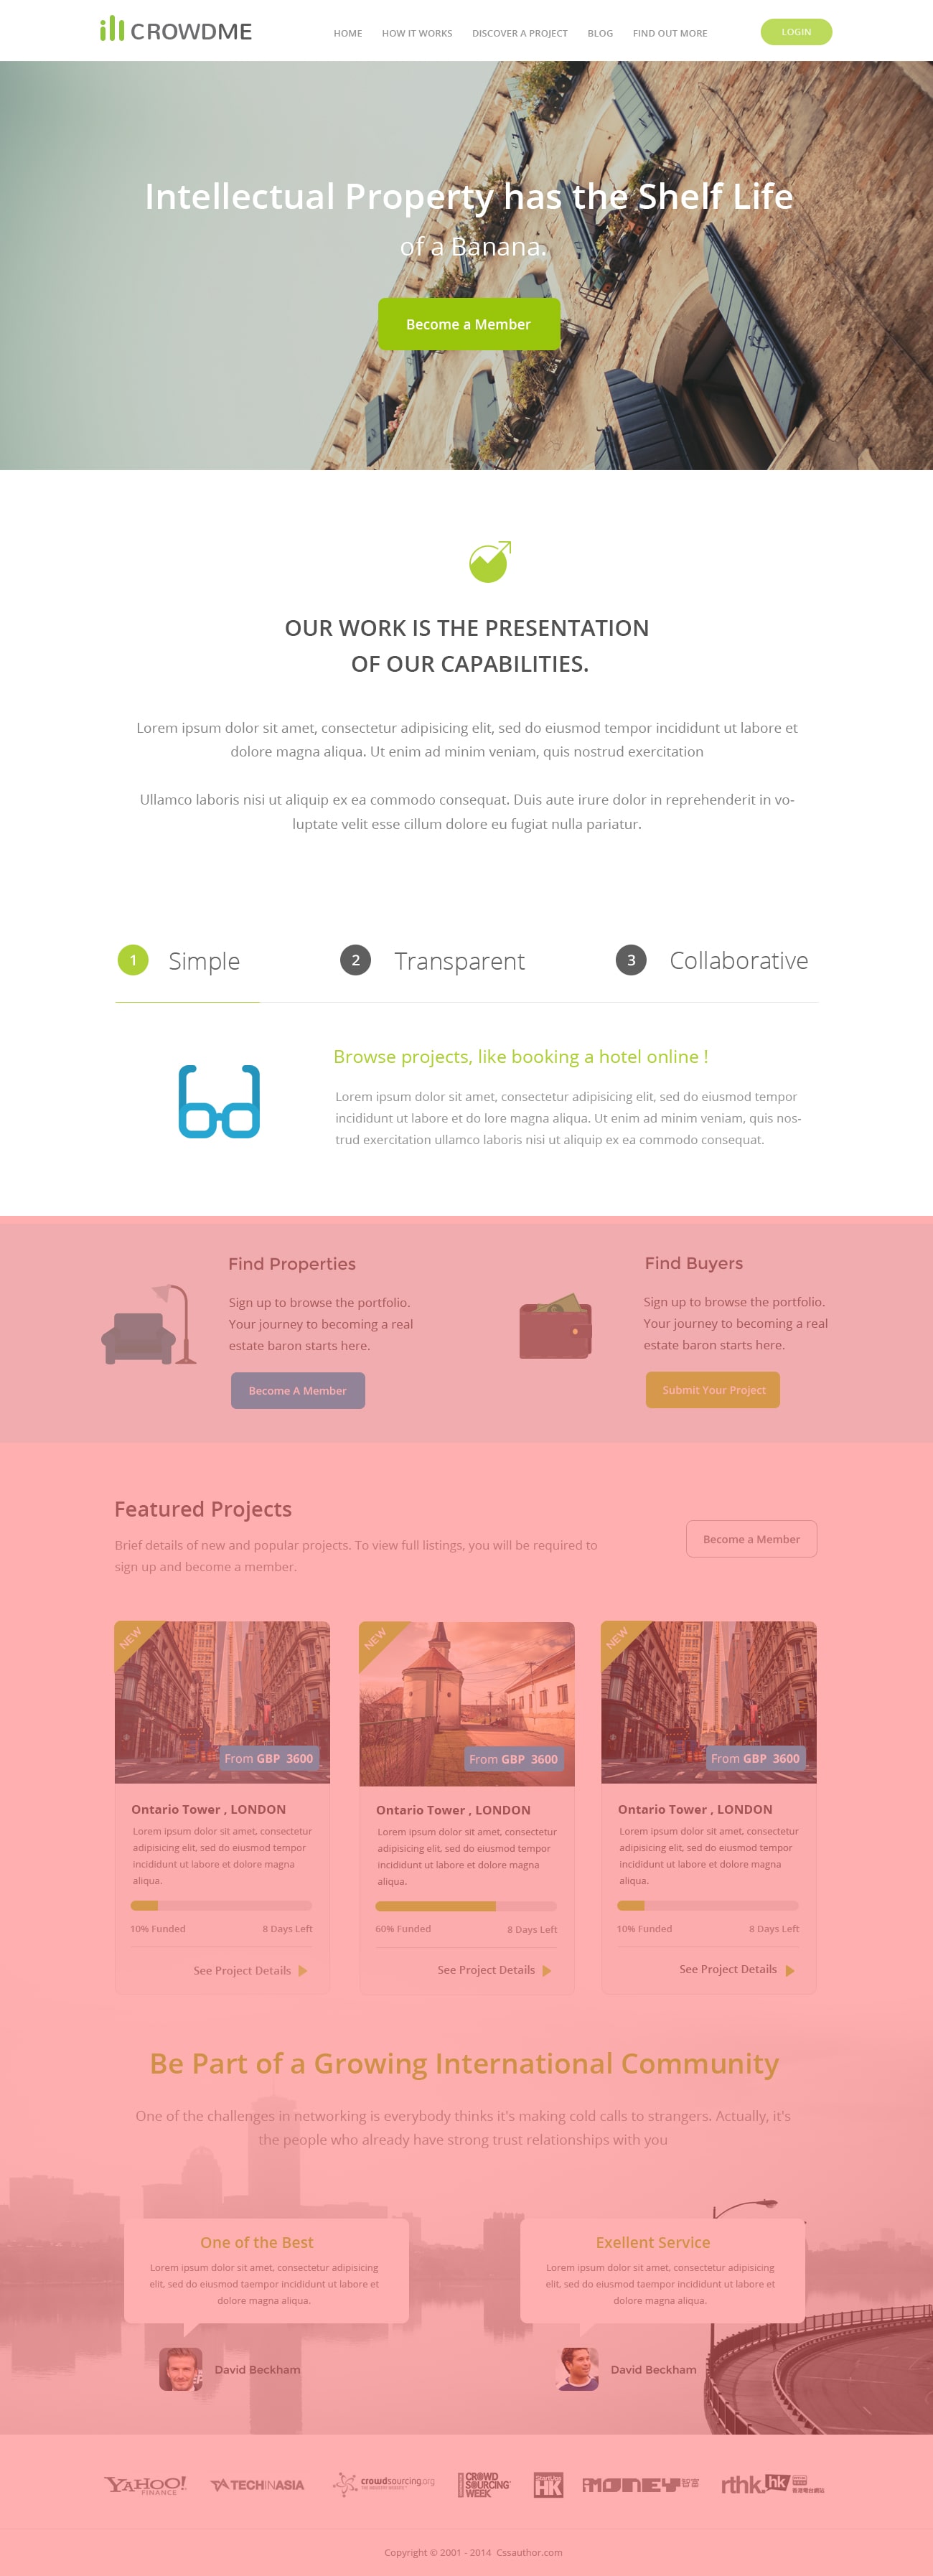 CROWDME
HOME HOW IT WORKS DISCOVER A PROJECT BLOG FIND OUT MORE
LOGIN
Intellectual Property has the Shelf Life
of a Banana.
Become a Member
OUR WORK IS THE PRESENTATION
OF OUR CAPABILITIES.
Lorem ipsum dolor sit amet, consectetur adipisicing elit, sed do eiusmod tempor incididunt ut labore et
dolore magna aliqua. Ut enim ad minim veniam, quis nostrud exercitation
Ullamco laboris nisi ut aliquip ex ea commodo consequat. Duis aute irure dolor in reprehenderit in vo-
luptate velit esse cillum dolore eu fugiat nulla pariatur.
1 Simple
2 Transparent
3 Collaborative
Browse projects, like booking a hotel online !
Lorem ipsum dolor sit amet, consectetur adipisicing elit, sed do eiusmod tempor
incididunt ut labore et do lore magna aliqua. Ut enim ad minim veniam, quis nos-
trud exercitation ullamco laboris nisi ut aliquip ex ea commodo consequat.
Find Properties
Sign up to browse the portfolio.
Your journey to becoming a real
estate baron starts here.
Become A Member
Find Buyers
Sign up to browse the portfolio.
Your journey to becoming a real
estate baron starts here.
Submit Your Project
Featured Projects
Brief details of new and popular projects. To view full listings, you will be required to
sign up and become a member.
Become a Member
NEW
From GBP 3600
Ontario Tower , LONDON
Lorem ipsum dolor sit amet, consectetur
adipisicing elit, sed do eiusmod tempor
incididunt ut labore et dolore magna
aliqua.
10% Funded 8 Days Left
See Project Details
NEW
From GBP 3600
Ontario Tower , LONDON
Lorem ipsum dolor sit amet, consectetur
adipisicing elit, sed do eiusmod tempor
incididunt ut labore et dolore magna
aliqua.
60% Funded 8 Days Left
See Project Details
NEW
From GBP 3600
Ontario Tower , LONDON
Lorem ipsum dolor sit amet, consectetur
adipisicing elit, sed do eiusmod tempor
incididunt ut labore et dolore magna
aliqua.
10% Funded 8 Days Left
See Project Details
Be Part of a Growing International Community
One of the challenges in networking is everybody thinks it's making cold calls to strangers. Actually, it's
the people who already have strong trust relationships with you
One of the Best
Lorem ipsum dolor sit amet, consectetur adipisicing
elit, sed do eiusmod taempor incididunt ut labore et
dolore magna aliqua.
David Beckham
Exellent Service
Lorem ipsum dolor sit amet, consectetur adipisicing
elit, sed do eiusmod taempor incididunt ut labore et
dolore magna aliqua.
David Beckham
YAHOO!
FINANCE
TECHINASIA
crowdsourcing.org
CROWD
SOURCING
WEEK
HK
MONEY
rthk.hk
Copyright © 2001 - 2014 Cssauthor.com